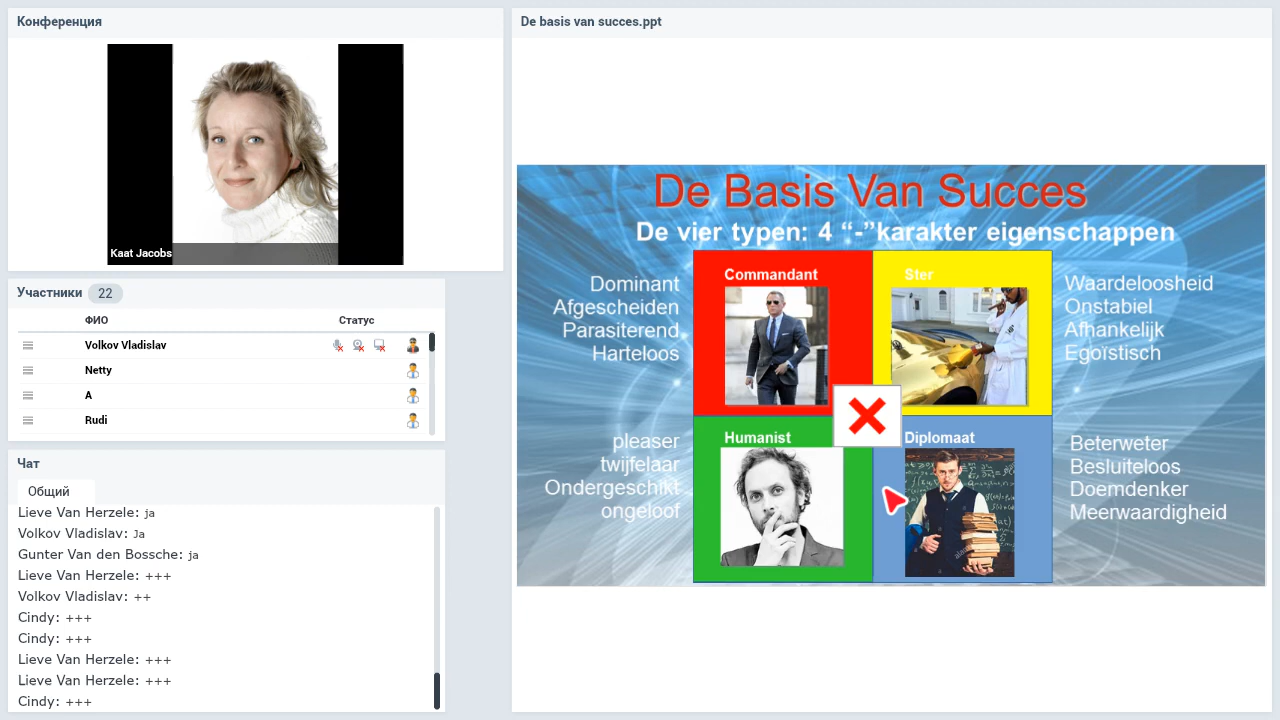 Конференция
Kaat Jacobs
Участники 22
ФИО Статус
Volkov Vladislav
Netty
A
Rudi
Чат
Общий
Lieve Van Herzele: ja
Volkov Vladislav: Ja
Gunter Van den Bossche: ja
Lieve Van Herzele: +++
Volkov Vladislav: ++
Cindy: +++
Cindy: +++
Lieve Van Herzele: +++
Lieve Van Herzele: +++
Cindy: +++
De basis van succes.ppt
De Basis Van Succes
De vier typen: 4 “-”karakter eigenschappen
Dominant
Afgescheiden
Parasiterend
Harteloos
Commandant
Ster
Waardeloosheid
Onstabiel
Afhankelijk
Egoïstisch
pleaser
twijfelaar
Ondergeschikt
ongeloof
Humanist
Diplomaat
Beterweter
Besluiteloos
Doemdenker
Meerwaardigheid